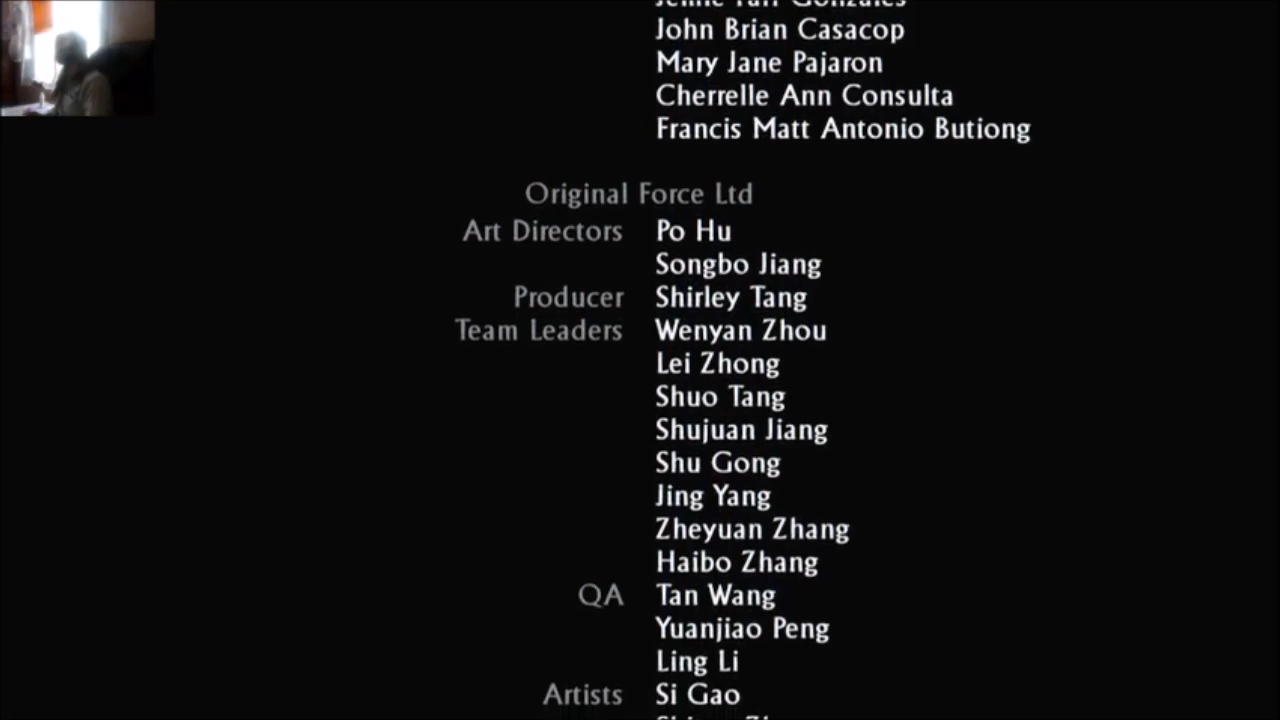 John Brian Casacop
Mary Jane Pajaron
Cherrelle Ann Consulta
Francis Matt Antonio Butiong
Original Force Ltd
Art Directors Po Hu
Songbo Jiang
Producer Shirley Tang
Team Leaders Wenyan Zhou
Lei Zhong
Shuo Tang
Shujuan Jiang
Shu Gong
Jing Yang
Zheyuan Zhang
Haibo Zhang
QA Tan Wang
Yuanjiao Peng
Ling Li
Artists Si Gao